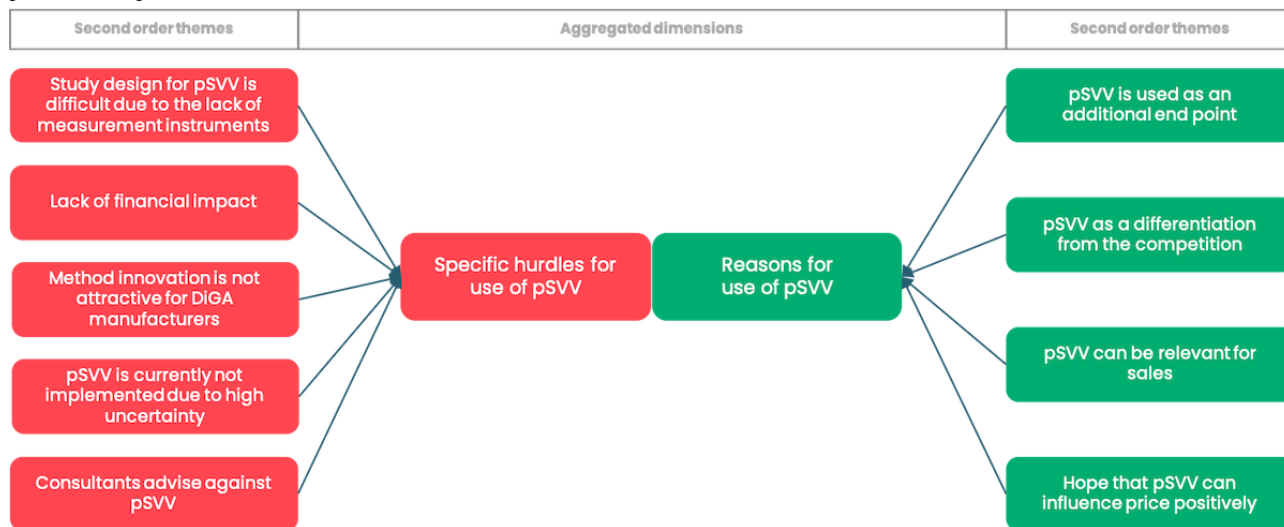 Second order themes
Aggregated dimensions
Second order themes
Study design for pSVV is
difficult due to the lack of
measurement instruments
Lack of financial impact
Method innovation is not
attractive for DiGA
manufacturers
pSVV is currently not
implemented due to high
uncertainty
Consultants advise against
pSVV
Specific hurdles for
use of pSVV
Reasons for
use of pSVV
pSVV is used as an
additional end point
pSVV as a differentiation
from the competition
pSVV can be relevant for
sales
Hope that pSVV can
influence price positively